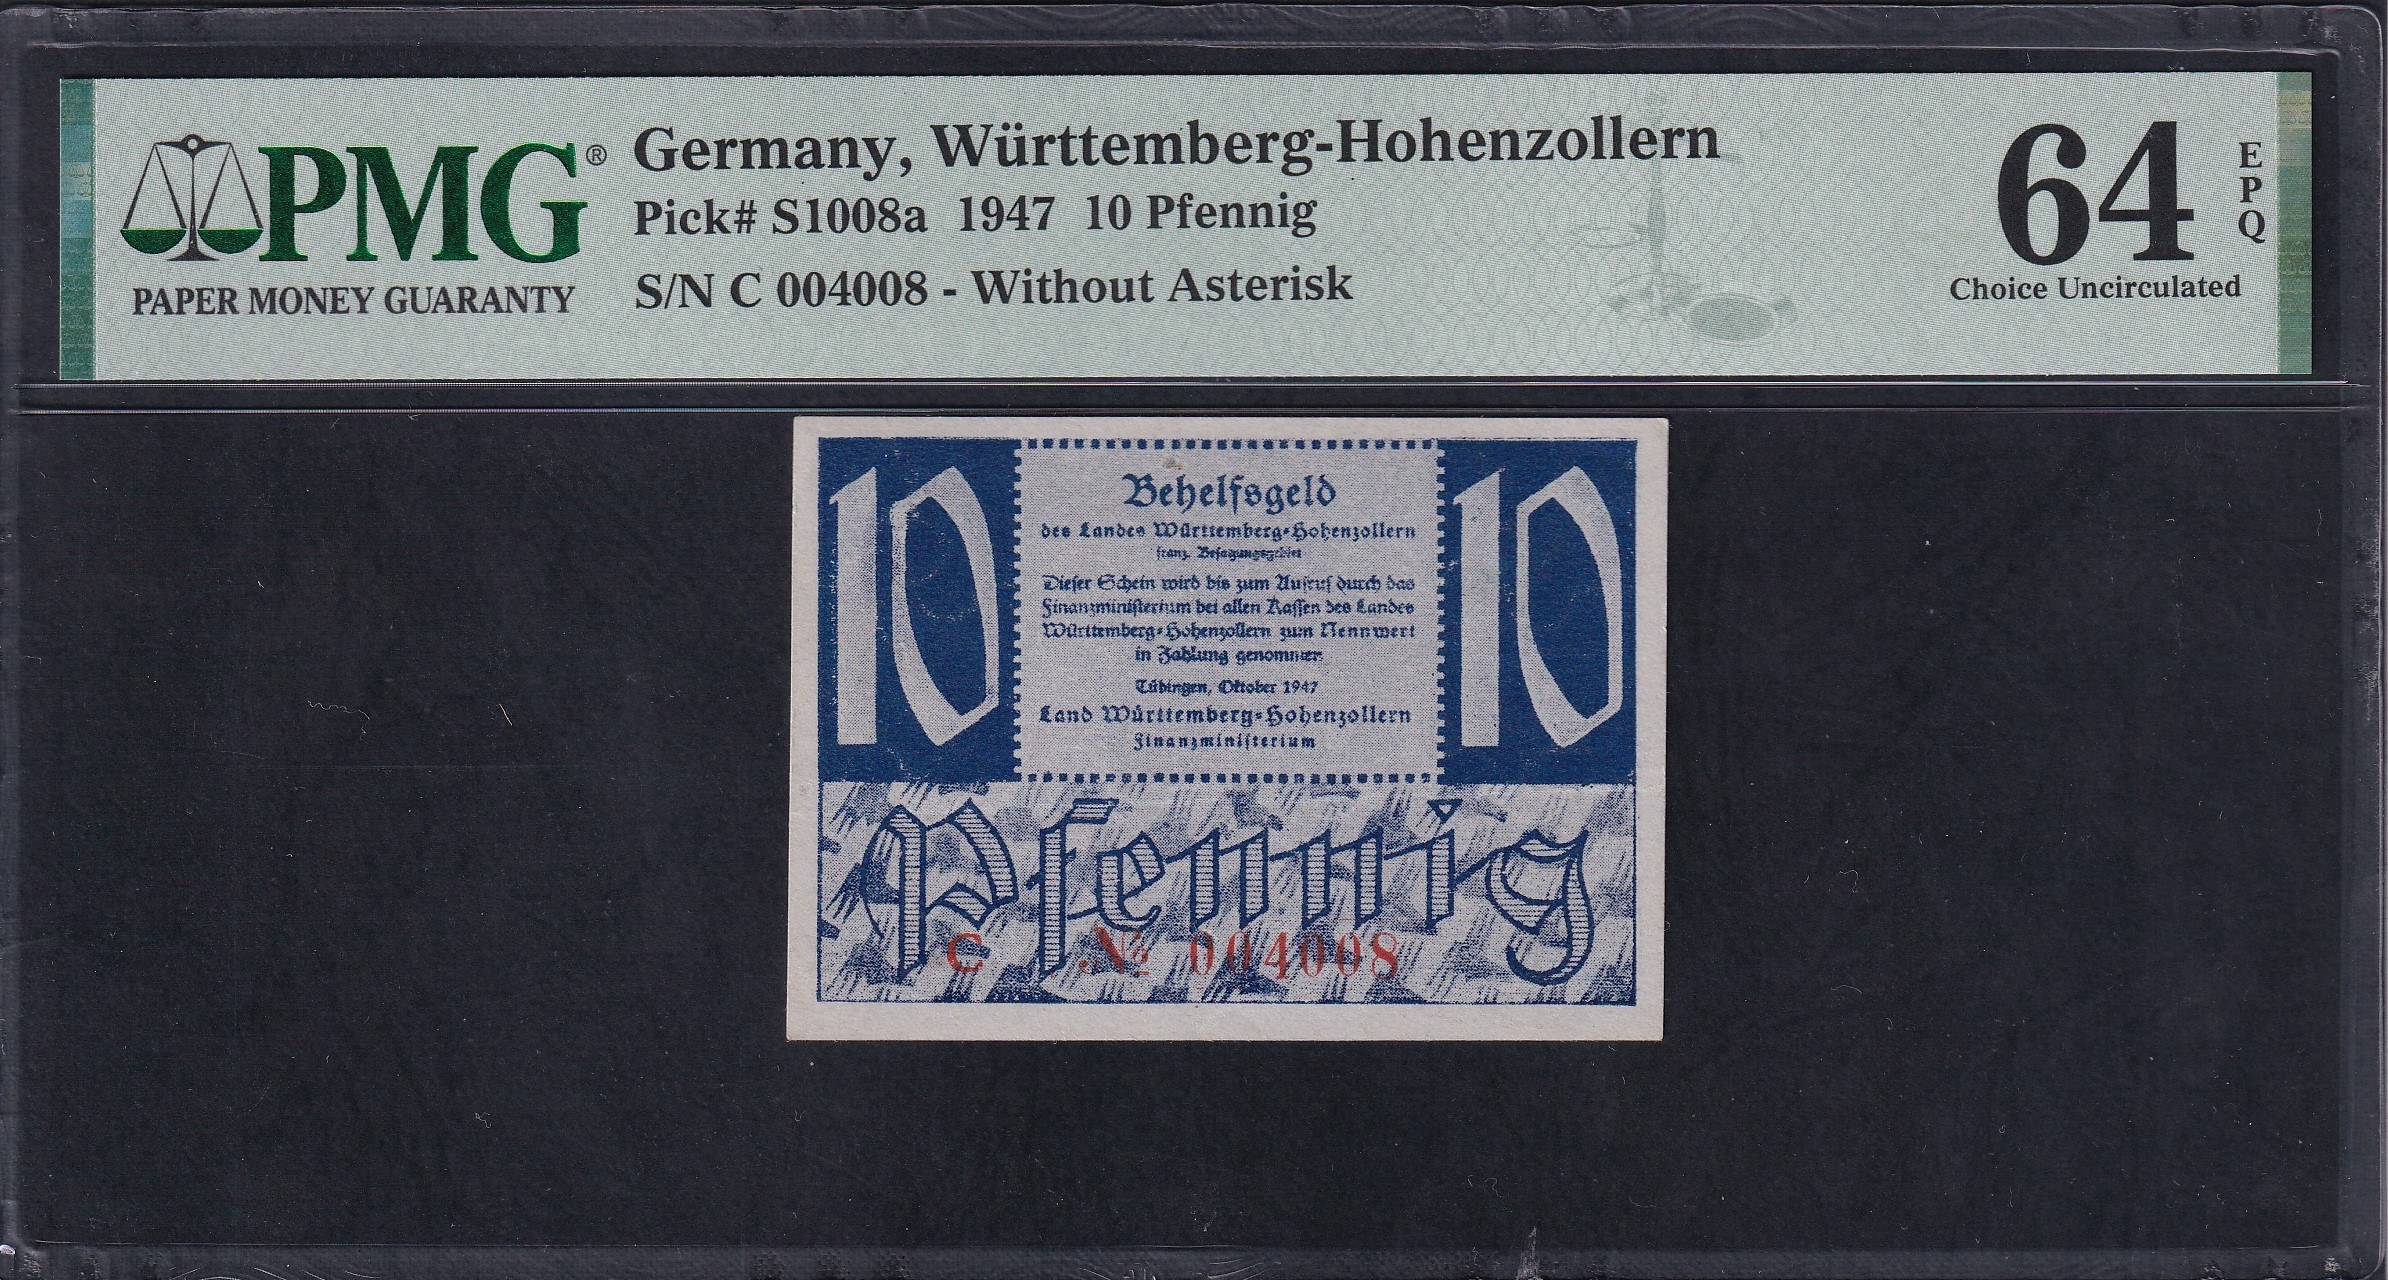 PMG®
PAPER MONEY GUARANTY
Germany, Württemberg-Hohenzollern
Pick# S1008a 1947 10 Pfennig
S/N C 004008 - Without Asterisk
64
EPQ
Choice Uncirculated
10
10
Behelfsgeld
des Landes Württemberg-Hohenzollern
franz. Besatzungsgebiet
Dieser Schein wird bis zum Aufruf durch das
Finanzministerium bei allen Kassen des Landes
Württemberg-Hohenzollern zum Nennwert
in Zahlung genommen
Tübingen, Oktober 1947
Land Württemberg-Hohenzollern
Finanzministerium
Pfennig
C № 004008